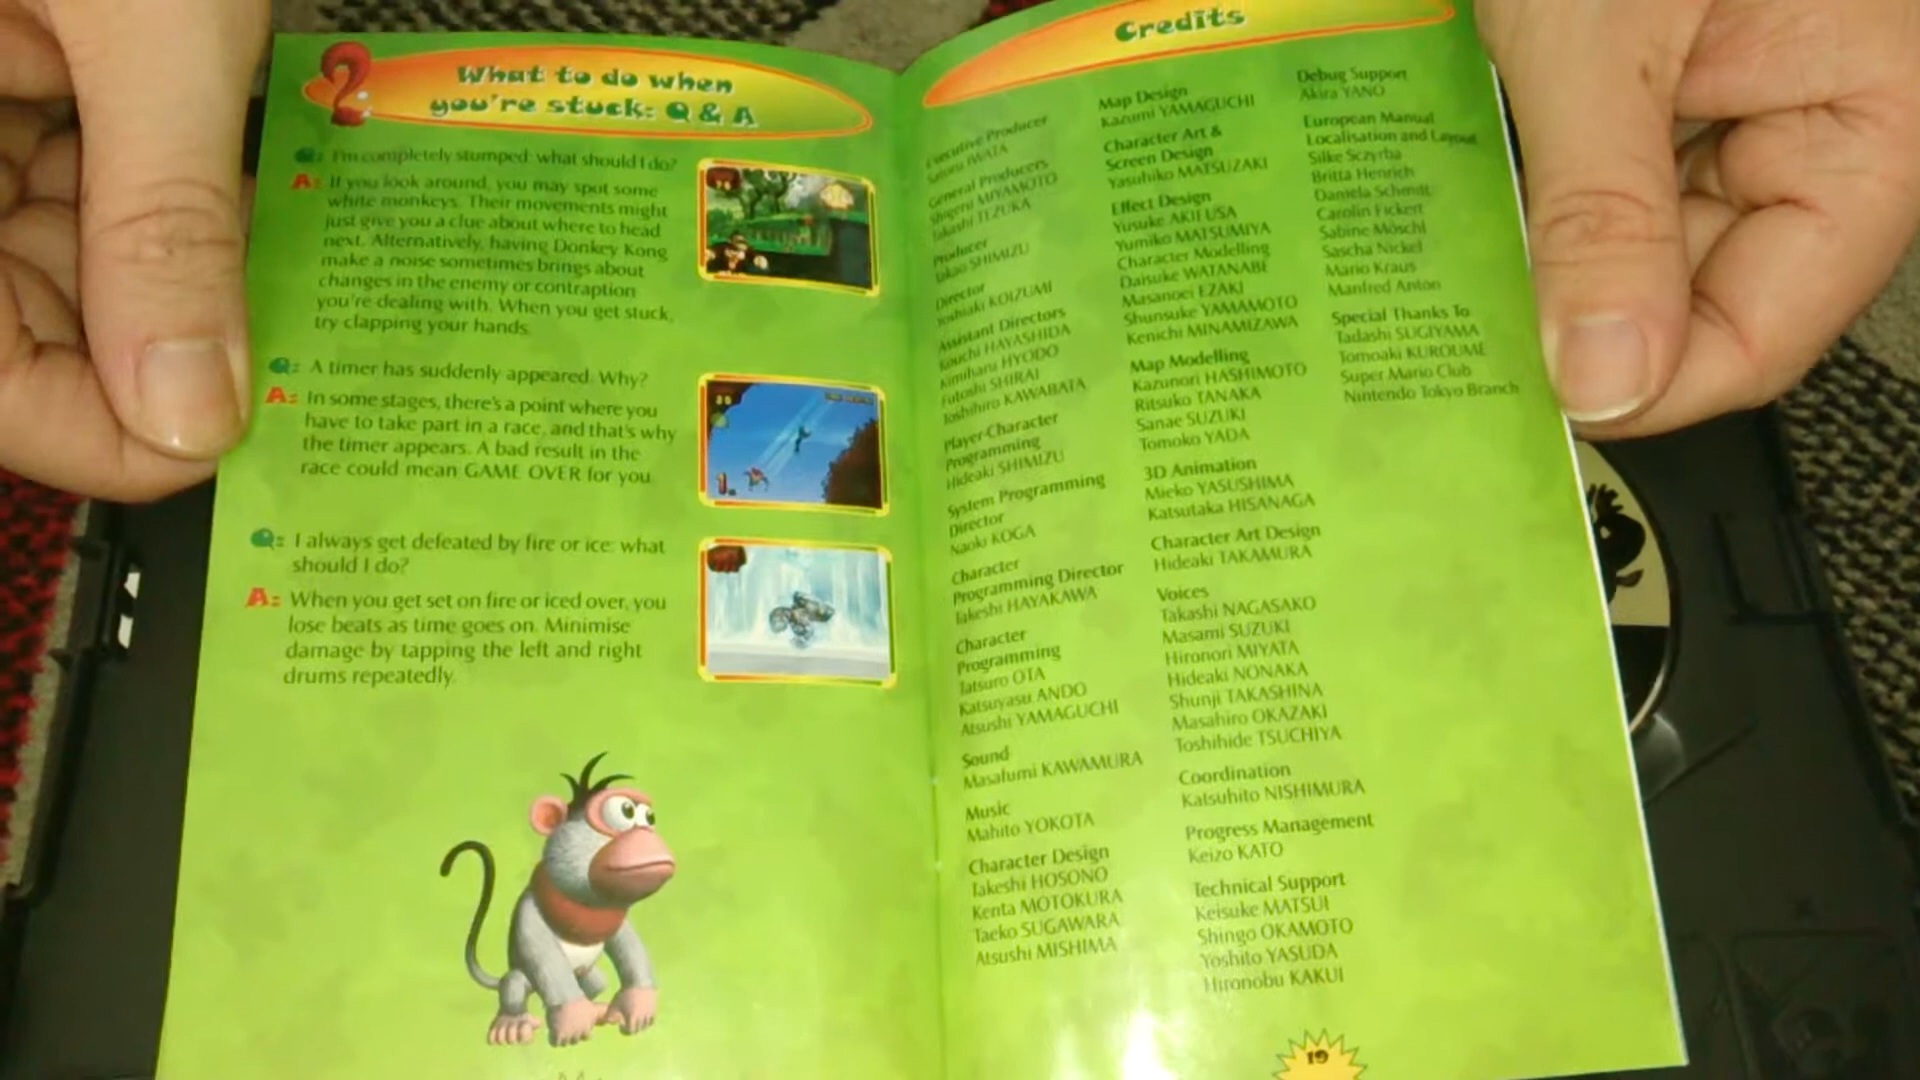 What to do when
you're stuck: Q & A
Q: I'm completely stumped: what should I do?
A: If you look around, you may spot some
white monkeys. Their movements might
just give you a clue about where to head
next. Alternatively, having Donkey Kong
make a noise sometimes brings about
changes in the enemy or contraption
you're dealing with. When you get stuck,
try clapping your hands.
Q: A timer has suddenly appeared. Why?
A: In some stages, there's a point where you
have to take part in a race, and that's why
the timer appears. A bad result in the
race could mean GAME OVER for you.
Q: I always get defeated by fire or ice: what
should I do?
A: When you get set on fire or iced over, you
lose beats as time goes on. Minimise
damage by tapping the left and right
drums repeatedly.
Credits
Executive Producer
Satoru IWATA
General Producers
Shigeru MIYAMOTO
Takashi TEZUKA
Producer
Takao SHIMIZU
Director
Yoshiaki KOIZUMI
Assistant Directors
Koichi HAYASHIDA
Kimiharu HYODO
Futoshi SHIRAI
Toshihiro KAWABATA
Player-Character
Programming
Hideaki SHIMIZU
System Programming
Director
Naoki KOGA
Character
Programming Director
Takeshi HAYAKAWA
Character
Programming
Tatsuro OTA
Katsuyasu ANDO
Atsushi YAMAGUCHI
Sound
Masafumi KAWAMURA
Music
Mahito YOKOTA
Character Design
Takeshi HOSONO
Kenta MOTOKURA
Taeko SUGAWARA
Atsushi MISHIMA
Map Design
Kazumi YAMAGUCHI
Character Art &
Screen Design
Yasuhiko MATSUZAKI
Effect Design
Yusuke AKIFUSA
Yumiko MATSUMIYA
Character Modelling
Daisuke WATANABE
Masanoei EZAKI
Shunsuke YAMAMOTO
Kenichi MINAMIZAWA
Map Modelling
Kazunori HASHIMOTO
Ritsuko TANAKA
Sanae SUZUKI
Tomoko YADA
3D Animation
Mieko YASUSHIMA
Katsutaka HISANAGA
Character Art Design
Hideaki TAKAMURA
Voices
Takashi NAGASAKO
Masami SUZUKI
Hironori MIYATA
Hideaki NONAKA
Shunji TAKASHINA
Masahiro OKAZAKI
Toshihide TSUCHIYA
Coordination
Katsuhito NISHIMURA
Progress Management
Keizo KATO
Technical Support
Keisuke MATSUI
Shingo OKAMOTO
Yoshito YASUDA
Hironobu KAKUI
Debug Support
Akira YANO
European Manual
Localisation and Layout
Silke Sczyrba
Britta Henrich
Daniela Schmitt
Carolin Fickert
Sabine Möschl
Sascha Nickel
Mario Kraus
Manfred Anton
Special Thanks To
Tadashi SUGIYAMA
Tomoaki KUROUME
Super Mario Club
Nintendo Tokyo Branch
19